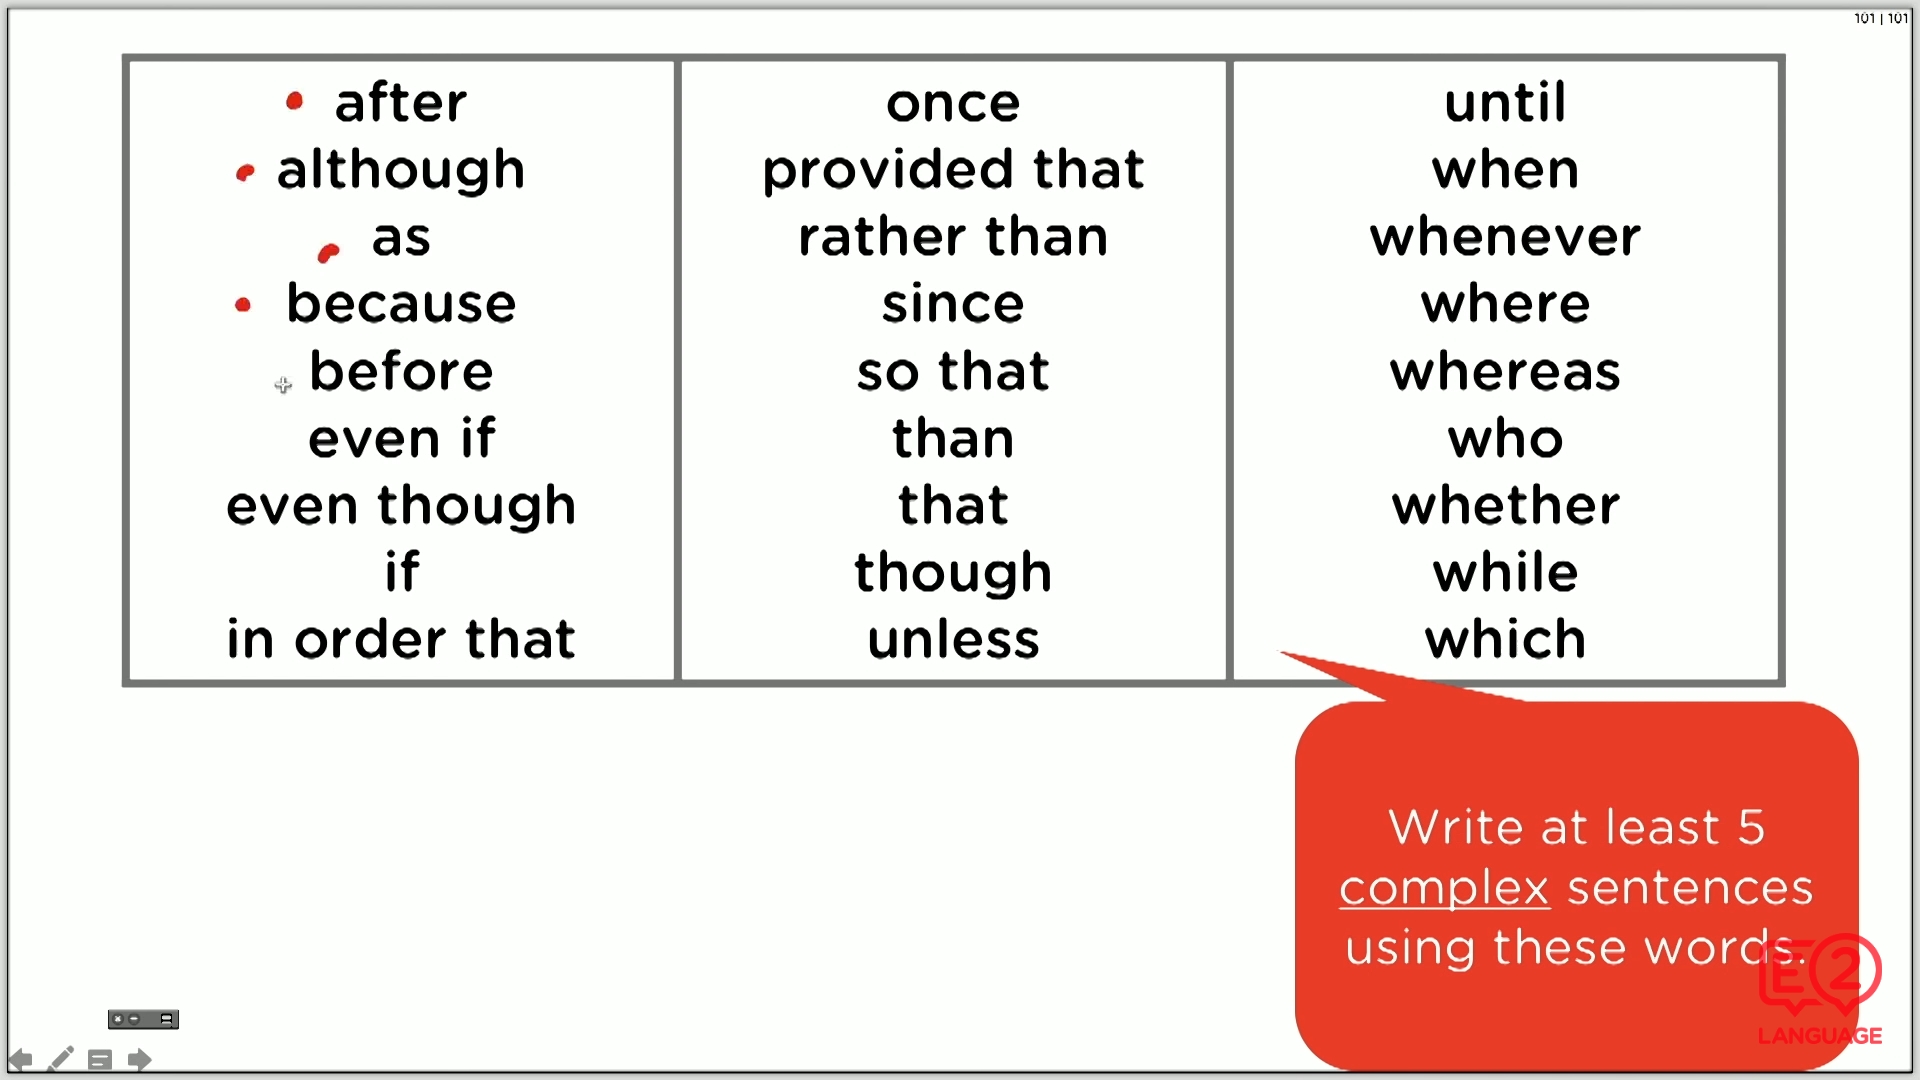 101 | 101
after
although
as
because
before
even if
even though
if
in order that
once
provided that
rather than
since
so that
than
that
though
unless
until
when
whenever
where
whereas
who
whether
while
which
Write at least 5
complex sentences
using these words.
E2
LANGUAGE